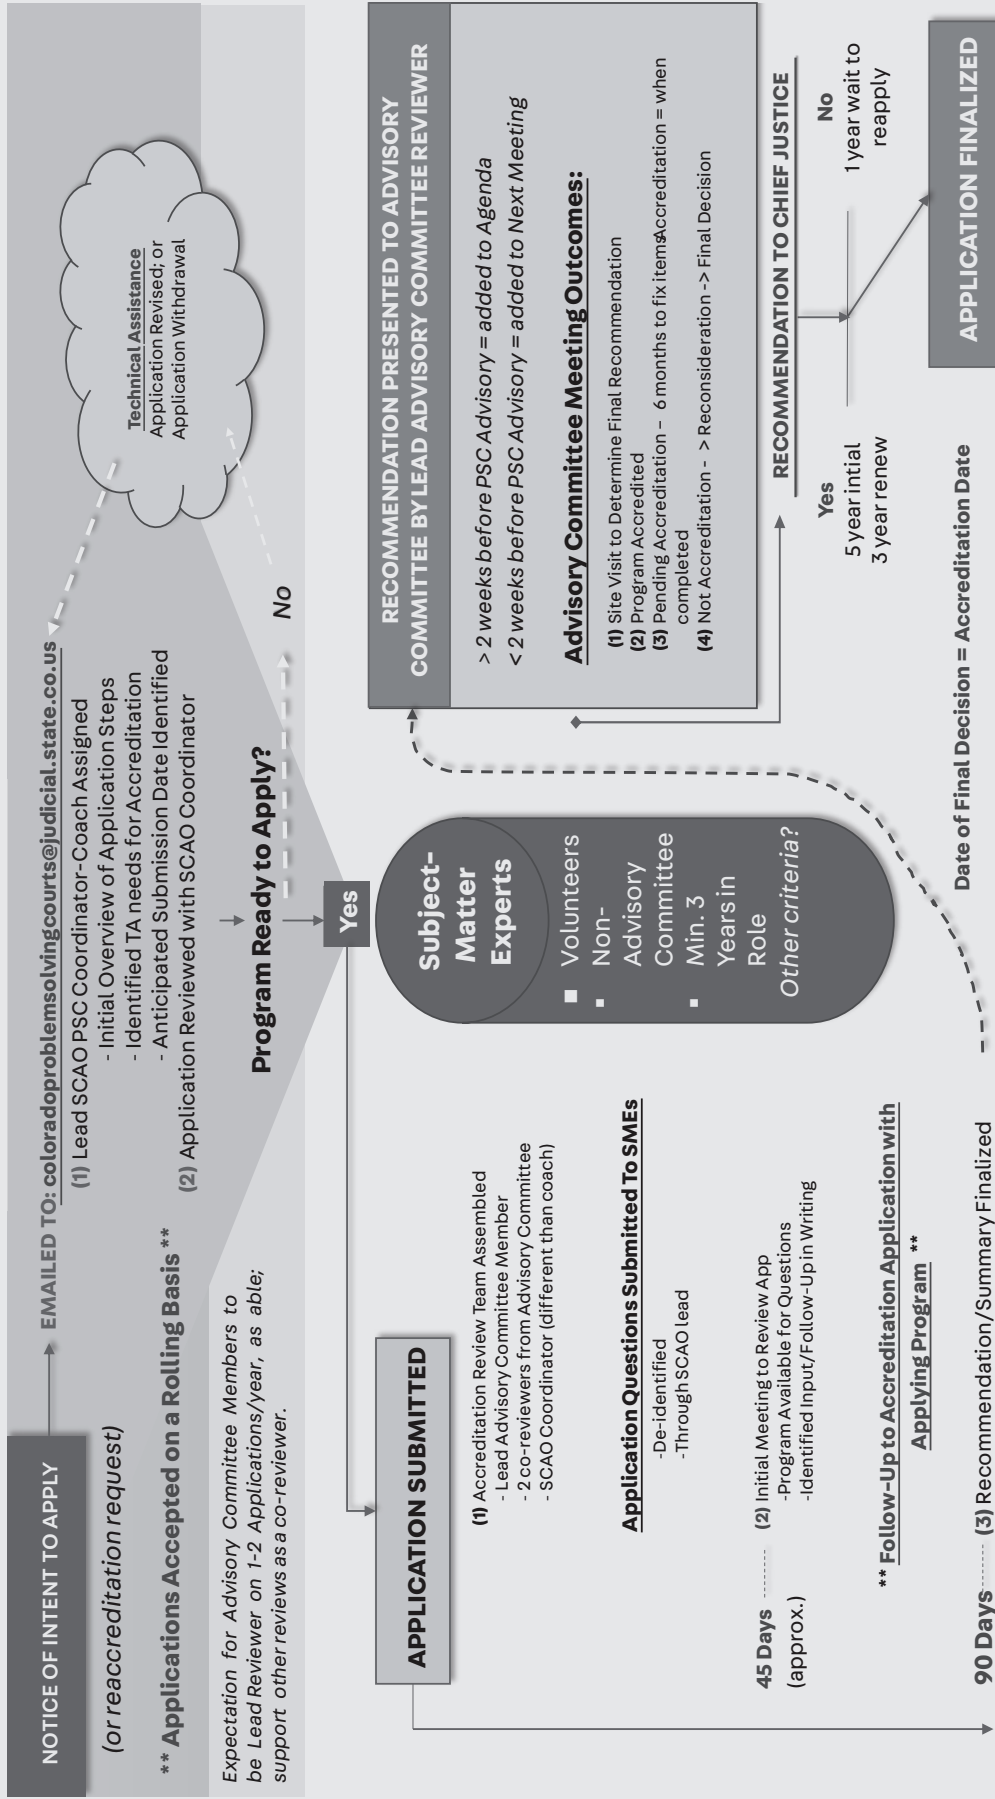 NOTICE OF INTENT TO APPLY
(or reaccreditation request)
** Applications Accepted on a Rolling Basis **
Expectation for Advisory Committee Members to
be Lead Reviewer on 1-2 Applications/year, as able;
support other reviews as a co-reviewer.
EMAILED TO: coloradoproblemsolvingcourts@judicial.state.co.us
(1) Lead SCAO PSC Coordinator-Coach Assigned
- Initial Overview of Application Steps
- Identified TA needs for Accreditation
- Anticipated Submission Date Identified
(2) Application Reviewed with SCAO Coordinator
Program Ready to Apply?
No
Yes
Technical Assistance
Application Revised; or
Application Withdrawal
APPLICATION SUBMITTED
(1) Accreditation Review Team Assembled
- Lead Advisory Committee Member
- 2 co-reviewers from Advisory Committee
- SCAO Coordinator (different than coach)
Application Questions Submitted To SMEs
-De-identified
-Through SCAO lead
45 Days
(approx.)
(2) Initial Meeting to Review App
-Program Available for Questions
-Identified Input/Follow-Up in Writing
** Follow-Up to Accreditation Application with
Applying Program **
90 Days
(3) Recommendation/Summary Finalized
Subject-
Matter
Experts
▪ Volunteers
▪ Non-
Advisory
Committee
▪ Min. 3
Years in
Role
Other criteria?
RECOMMENDATION PRESENTED TO ADVISORY
COMMITTEE BY LEAD ADVISORY COMMITTEE REVIEWER
> 2 weeks before PSC Advisory = added to Agenda
< 2 weeks before PSC Advisory = added to Next Meeting
Advisory Committee Meeting Outcomes:
(1) Site Visit to Determine Final Recommendation
(2) Program Accredited
(3) Pending Accreditation – 6 months to fix items Accreditation = when
completed
(4) Not Accreditation - > Reconsideration -> Final Decision
RECOMMENDATION TO CHIEF JUSTICE
Yes
5 year intial
3 year renew
No
1 year wait to
reapply
Date of Final Decision = Accreditation Date
APPLICATION FINALIZED